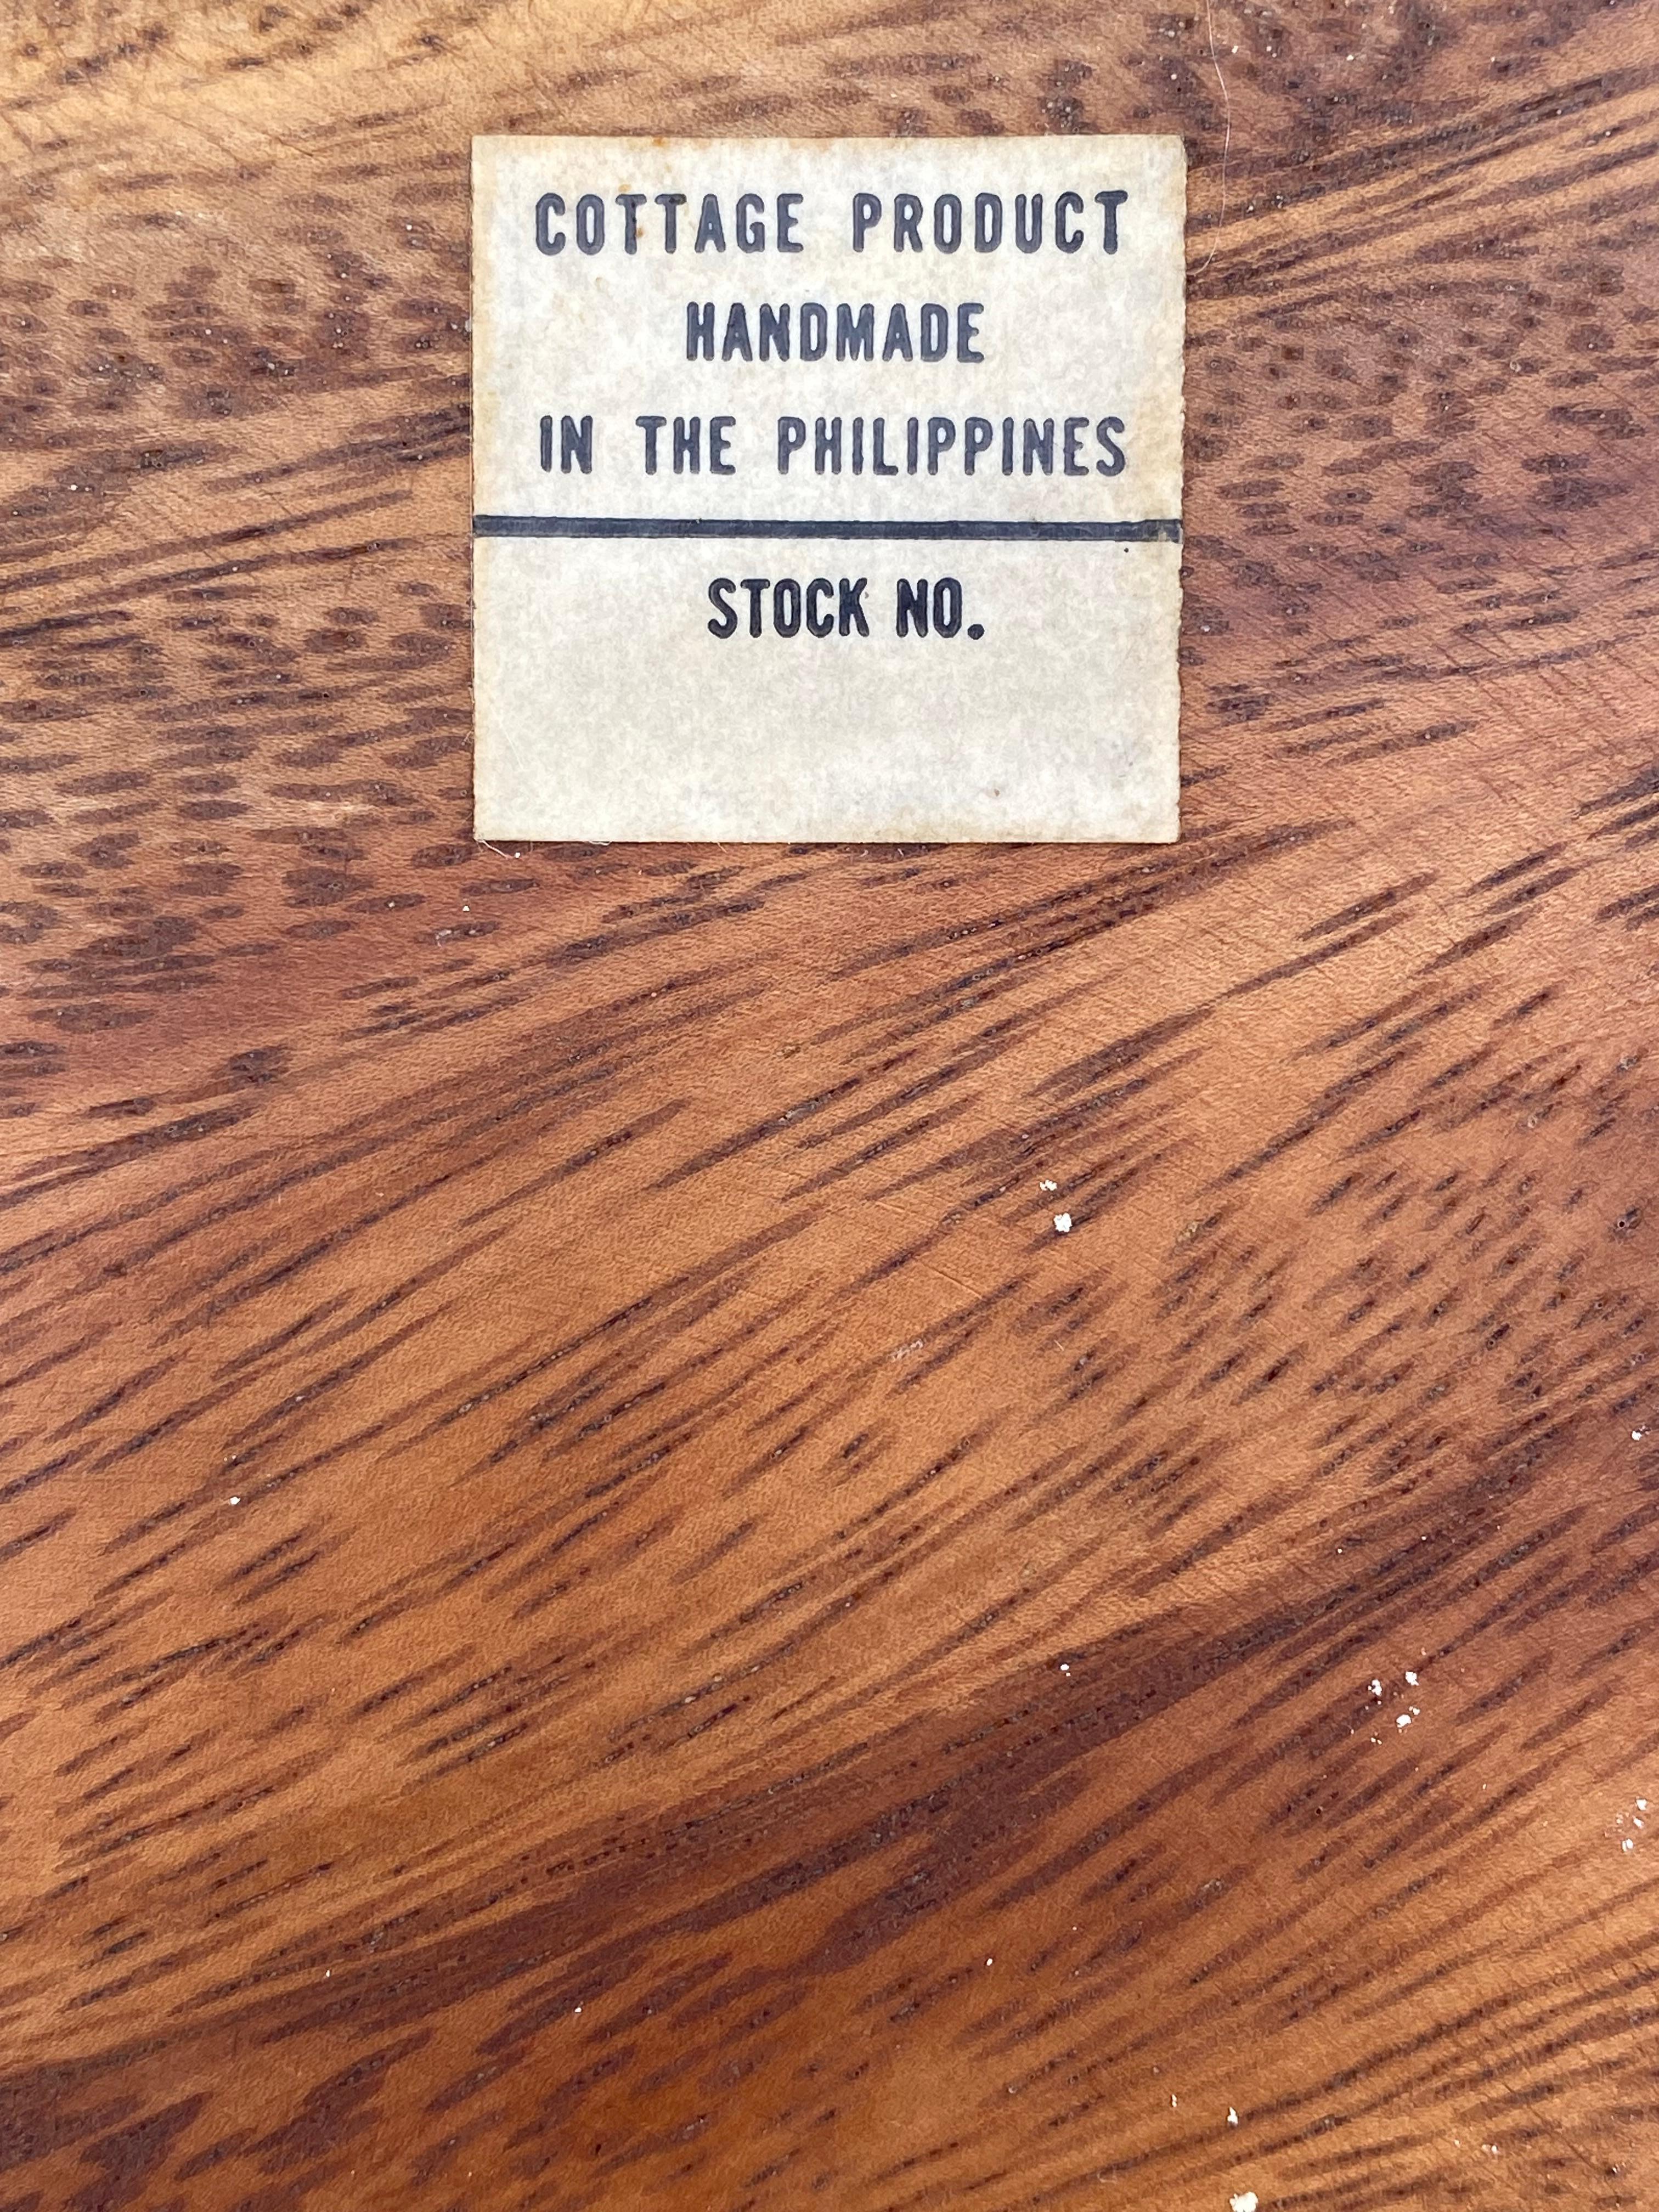 COTTAGE PRODUCT
HANDMADE
IN THE PHILIPPINES
STOCK NO.